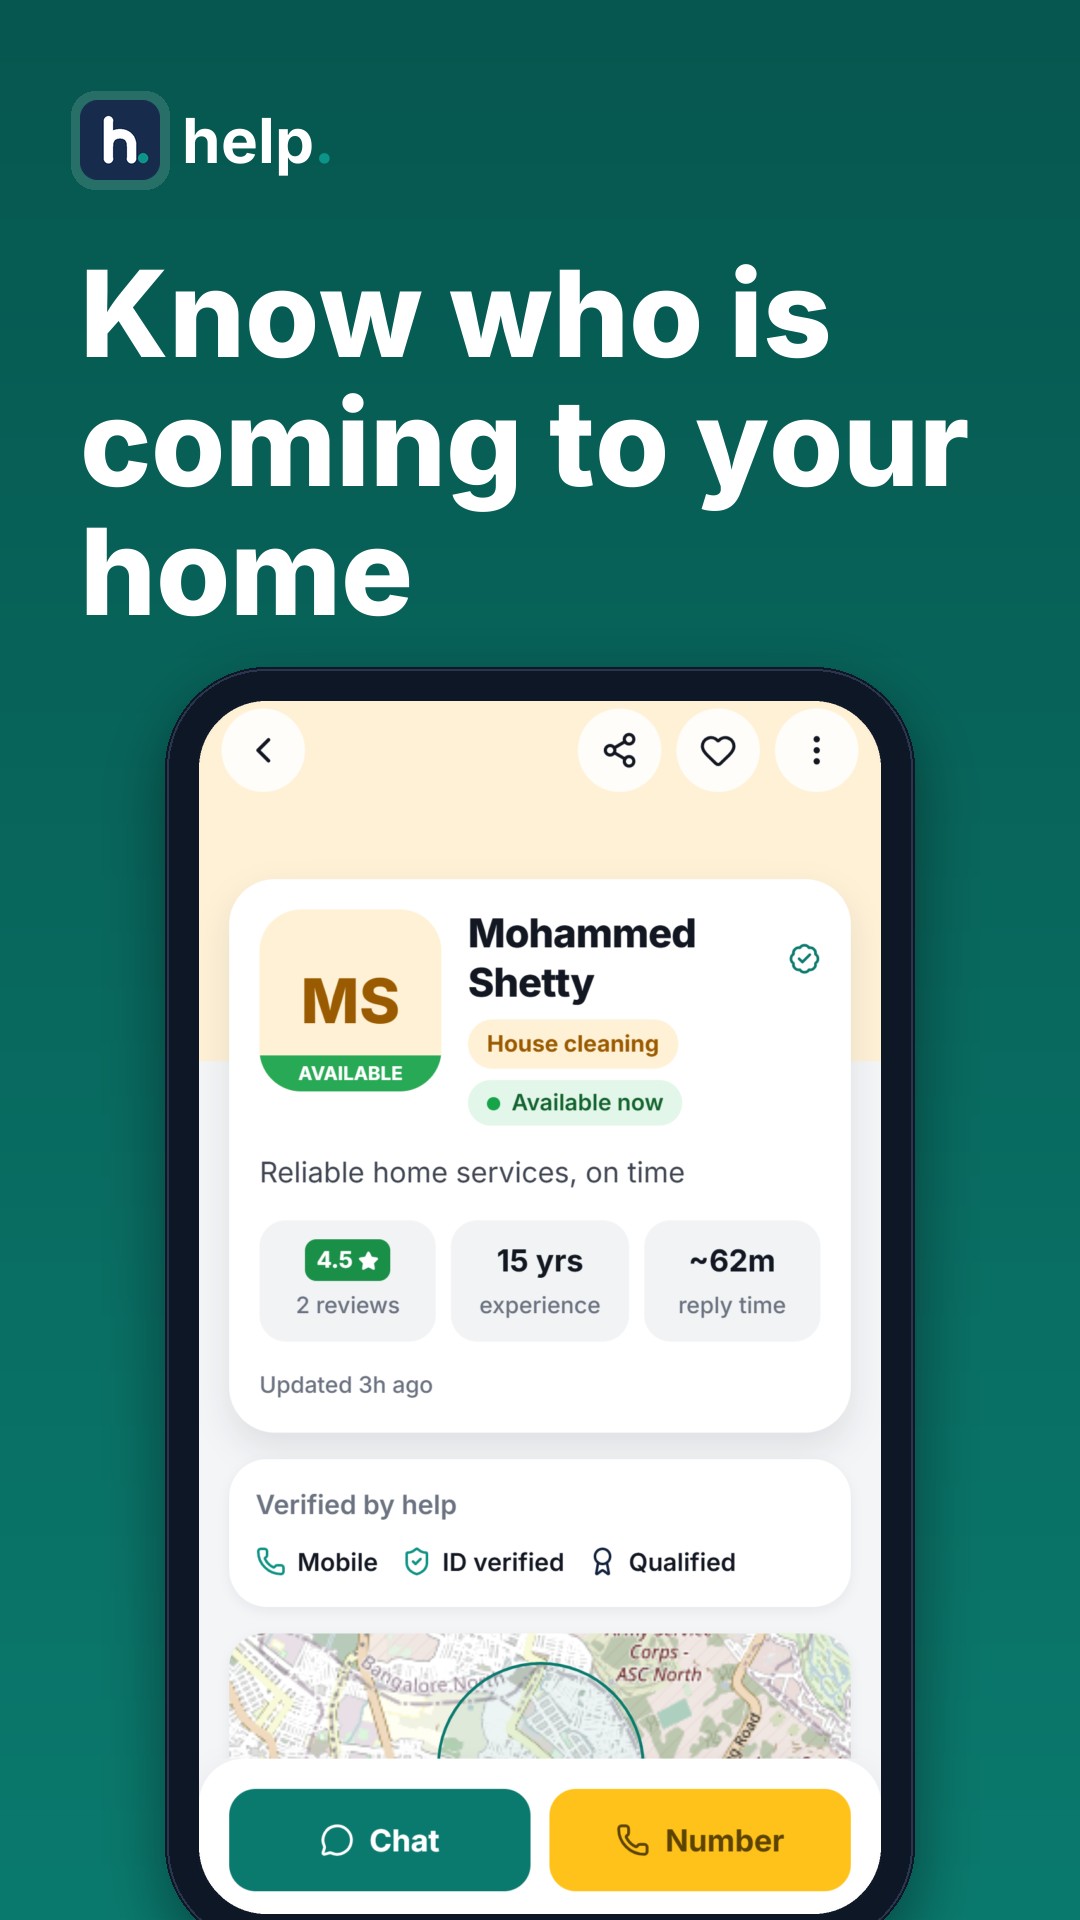 h.
help.
Know who is
coming to your
home
Mohammed
Shetty
MS
AVAILABLE
House cleaning
Available now
Reliable home services, on time
4.5
2 reviews
15 yrs
experience
~62m
reply time
Updated 3h ago
Verified by help
Mobile
ID verified
Qualified
Corps -
ASC North
Bangalore North
Road
Chat
Number